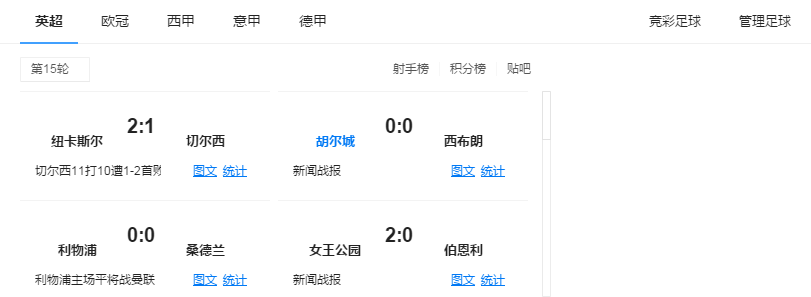 英超 欧冠 西甲 意甲 德甲 竞彩足球 管理足球
第15轮 射手榜 积分榜 贴吧
纽卡斯尔 2:1 切尔西 胡尔城 0:0 西布朗
切尔西11打10遭1-2首败 图文 统计 新闻战报 图文 统计
利物浦 0:0 桑德兰 女王公园 2:0 伯恩利
利物浦主场平将战曼联 图文 统计 新闻战报 图文 统计